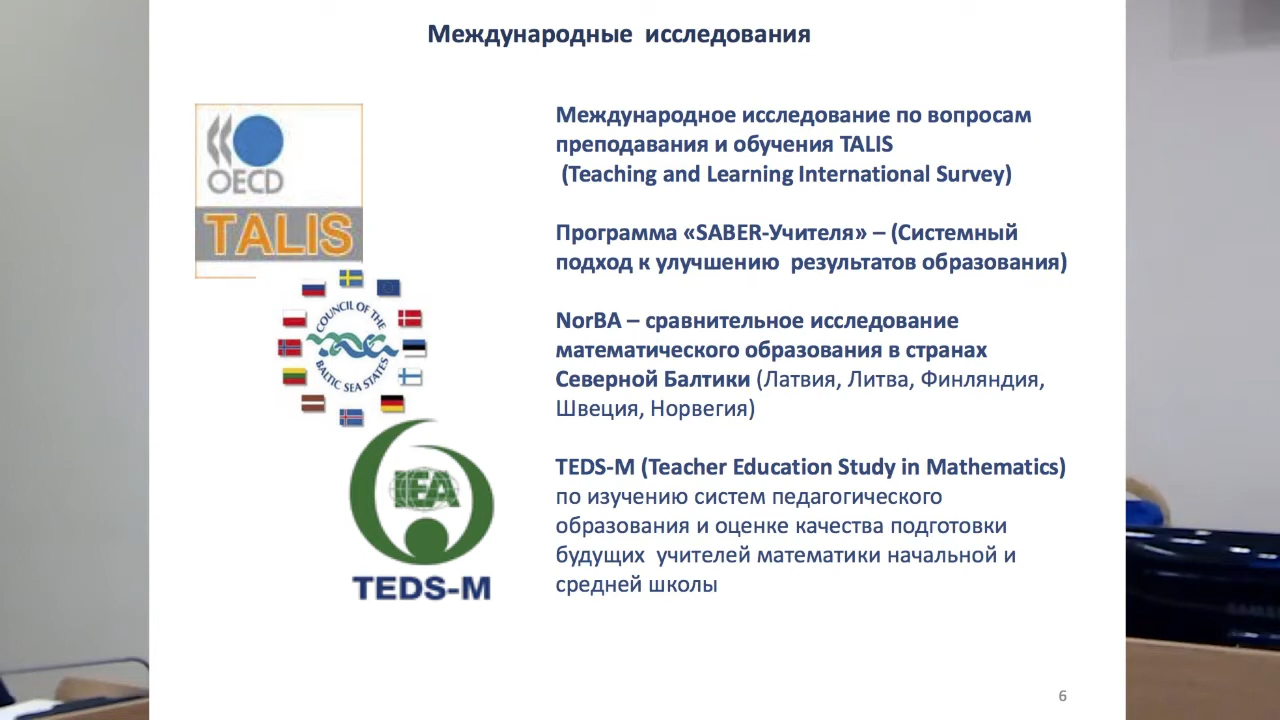 Международные исследования
OECD
TALIS
COUNCIL OF THE
BALTIC SEA STATES
IEA
TEDS-M
Международное исследование по вопросам
преподавания и обучения TALIS
(Teaching and Learning International Survey)
Программа «SABER-Учителя» – (Системный
подход к улучшению результатов образования)
NorBA – сравнительное исследование
математического образования в странах
Северной Балтики (Латвия, Литва, Финляндия,
Швеция, Норвегия)
TEDS-M (Teacher Education Study in Mathematics)
по изучению систем педагогического
образования и оценке качества подготовки
будущих учителей математики начальной и
средней школы
6